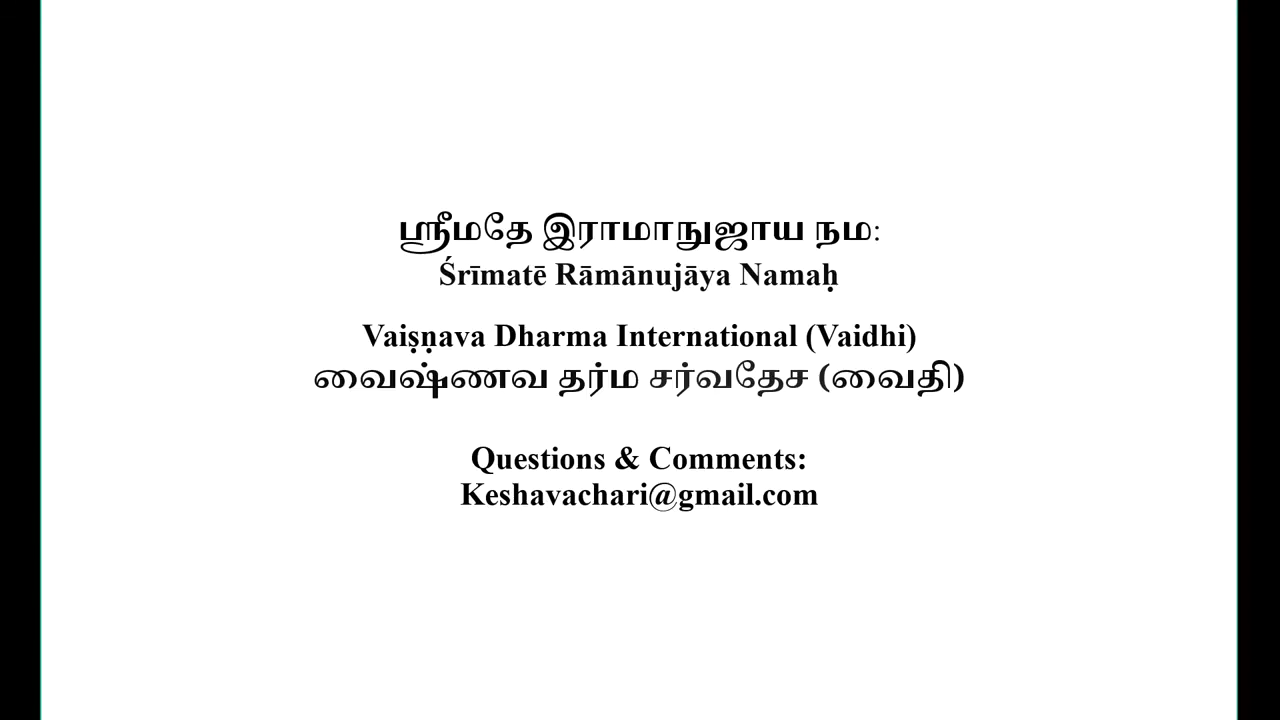 ஸ்ரீமதே இராமாநுஜாய நம:
Śrīmatē Rāmānujāya Namaḥ
Vaiṣṇava Dharma International (Vaidhi)
வைஷ்ணவ தர்ம சர்வதேச (வைதி)
Questions & Comments:
Keshavachari@gmail.com